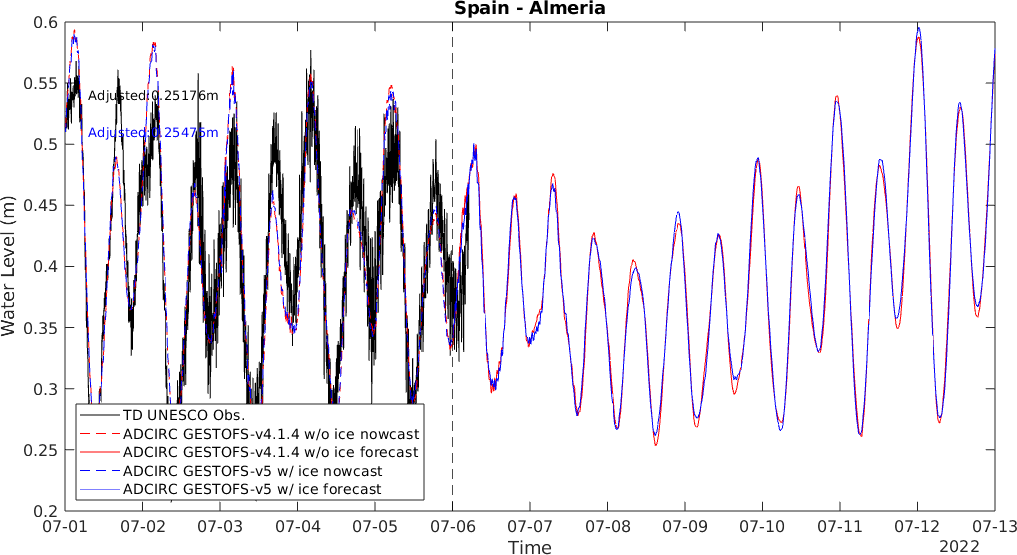 Spain - Almeria
0.6
0.55
0.5
0.45
0.4
0.35
0.3
0.25
0.2
Water Level (m)
Adjusted:0.25176m
Adjusted:0.25475m
TD UNESCO Obs.
ADCIRC GESTOFS-v4.1.4 w/o ice nowcast
ADCIRC GESTOFS-v4.1.4 w/o ice forecast
ADCIRC GESTOFS-v5 w/ ice nowcast
ADCIRC GESTOFS-v5 w/ ice forecast
07-01 07-02 07-03 07-04 07-05 07-06 07-07 07-08 07-09 07-10 07-11 07-12 07-13
Time
2022